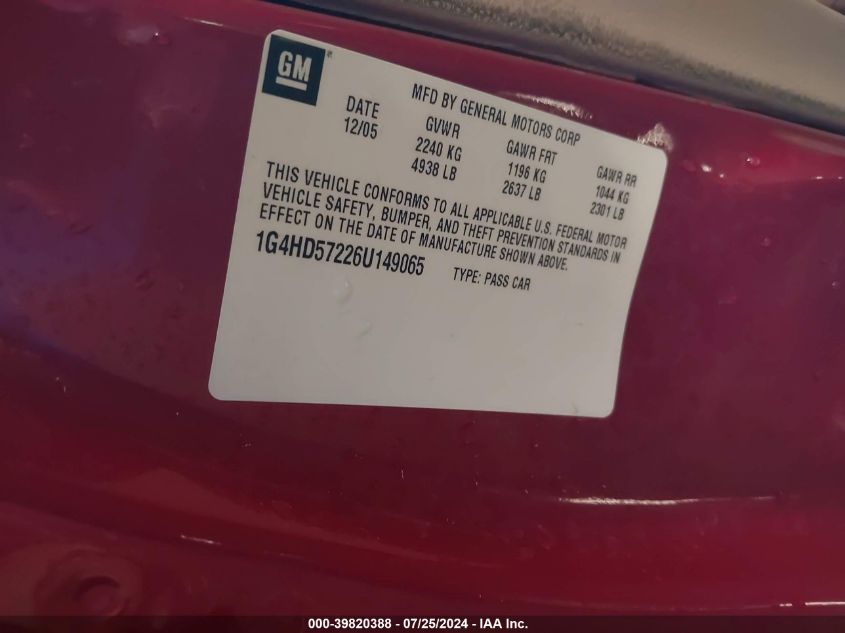 GM
®
MFD BY GENERAL MOTORS CORP
DATE GVWR GAWR FRT GAWR RR
12/05 2240 KG 1196 KG 1044 KG
4938 LB 2637 LB 2301 LB
THIS VEHICLE CONFORMS TO ALL APPLICABLE U.S. FEDERAL MOTOR
VEHICLE SAFETY, BUMPER, AND THEFT PREVENTION STANDARDS IN
EFFECT ON THE DATE OF MANUFACTURE SHOWN ABOVE.
1G4HD57226U149065 TYPE: PASS CAR
000-39820388 - 07/25/2024 - IAA Inc.